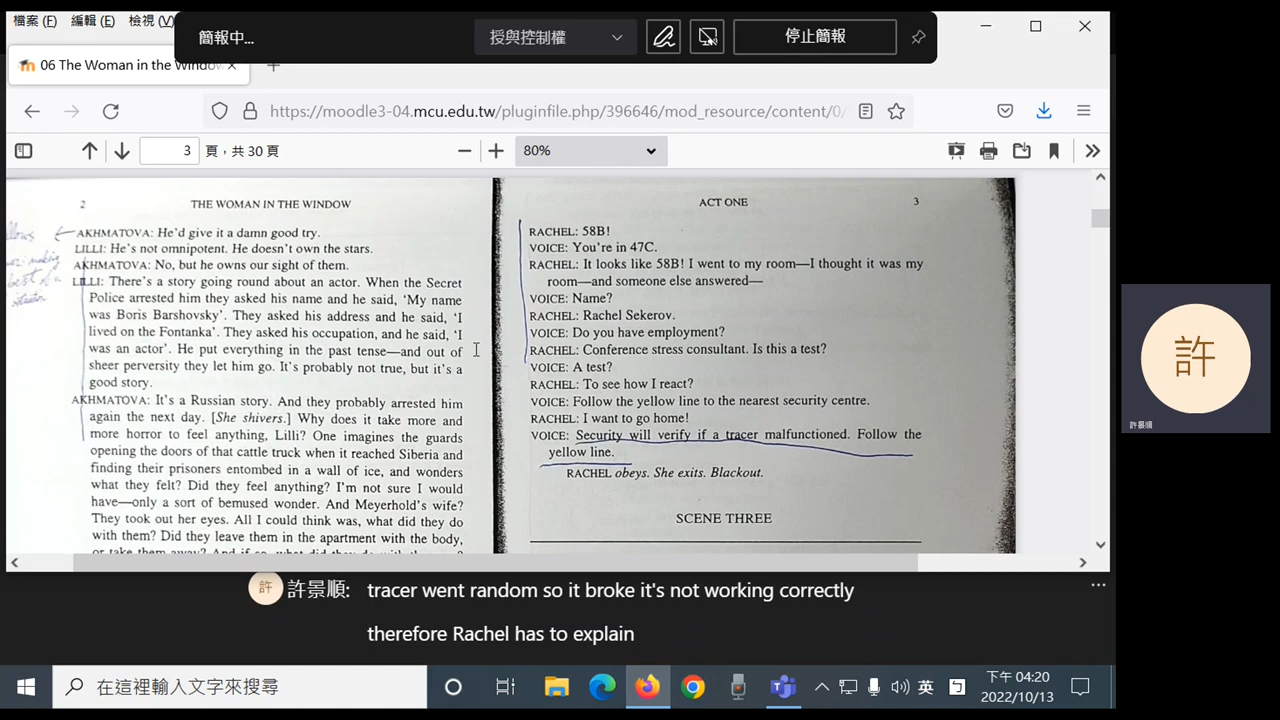 檔案 (F) 編輯 (E) 檢視 (V)
簡報中...
授與控制權
停止簡報
06 The Woman in the Window
https://moodle3-04.mcu.edu.tw/pluginfile.php/396646/mod_resource/content/0/
3 頁，共 30 頁
80%
2 THE WOMAN IN THE WINDOW
AKHMATOVA: He'd give it a damn good try.
LILLI: He's not omnipotent. He doesn't own the stars.
AKHMATOVA: No, but he owns our sight of them.
LILLI: There's a story going round about an actor. When the Secret
Police arrested him they asked his name and he said, 'My name
was Boris Barshovsky'. They asked his address and he said, 'I
lived on the Fontanka'. They asked his occupation, and he said, 'I
was an actor'. He put everything in the past tense—and out of
sheer perversity they let him go. It's probably not true, but it's a
good story.
AKHMATOVA: It's a Russian story. And they probably arrested him
again the next day. [She shivers.] Why does it take more and
more horror to feel anything, Lilli? One imagines the guards
opening the doors of that cattle truck when it reached Siberia and
finding their prisoners entombed in a wall of ice, and wonders
what they felt? Did they feel anything? I'm not sure I would
have—only a sort of bemused wonder. And Meyerhold's wife?
They took out her eyes. All I could think was, what did they do
with them? Did they leave them in the apartment with the body,
or take them away? And if so, what did they do with them?
ACT ONE 3
RACHEL: 58B!
VOICE: You're in 47C.
RACHEL: It looks like 58B! I went to my room—I thought it was my
room—and someone else answered—
VOICE: Name?
RACHEL: Rachel Sekerov.
VOICE: Do you have employment?
RACHEL: Conference stress consultant. Is this a test?
VOICE: A test?
RACHEL: To see how I react?
VOICE: Follow the yellow line to the nearest security centre.
RACHEL: I want to go home!
VOICE: Security will verify if a tracer malfunctioned. Follow the
yellow line.
RACHEL obeys. She exits. Blackout.
SCENE THREE
許
許景順
許 許景順: tracer went random so it broke it's not working correctly
therefore Rachel has to explain
在這裡輸入文字來搜尋
英
下午 04:20
2022/10/13